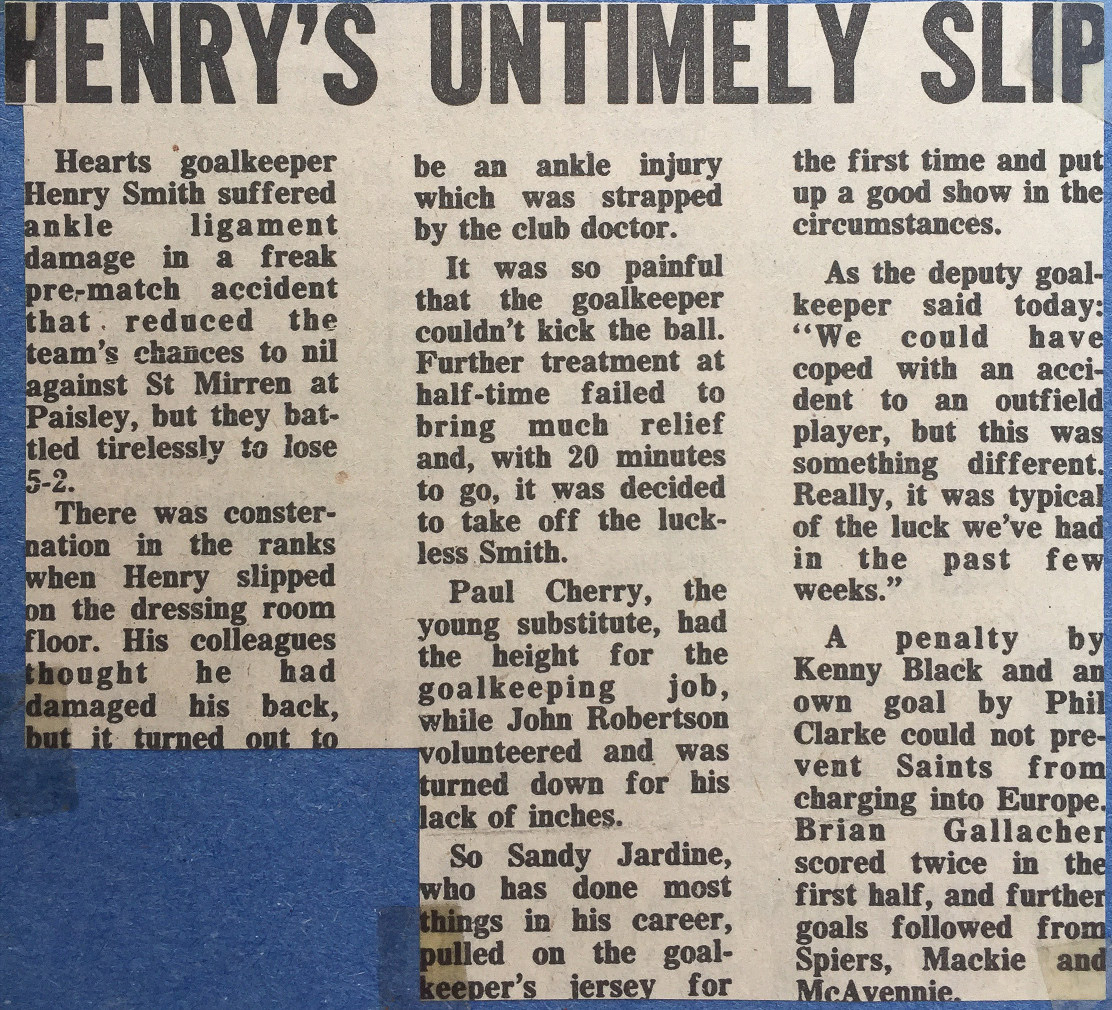 HENRY'S UNTIMELY SLIP
Hearts goalkeeper
Henry Smith suffered
ankle ligament
damage in a freak
pre-match accident
that reduced the
team's chances to nil
against St Mirren at
Paisley, but they bat-
tled tirelessly to lose
5-2.
There was conster-
nation in the ranks
when Henry slipped
on the dressing room
floor. His colleagues
thought he had
damaged his back,
but it turned out to
be an ankle injury
which was strapped
by the club doctor.
It was so painful
that the goalkeeper
couldn't kick the ball.
Further treatment at
half-time failed to
bring much relief
and, with 20 minutes
to go, it was decided
to take off the luck-
less Smith.
Paul Cherry, the
young substitute, had
the height for the
goalkeeping job,
while John Robertson
volunteered and was
turned down for his
lack of inches.
So Sandy Jardine,
who has done most
things in his career,
pulled on the goal-
keeper's jersey for
the first time and put
up a good show in the
circumstances.
As the deputy goal-
keeper said today:
“We could have
coped with an acci-
dent to an outfield
player, but this was
something different.
Really, it was typical
of the luck we've had
in the past few
weeks.”
A penalty by
Kenny Black and an
own goal by Phil
Clarke could not pre-
vent Saints from
charging into Europe.
Brian Gallacher
scored twice in the
first half, and further
goals followed from
Spiers, Mackie and
McAvennie.